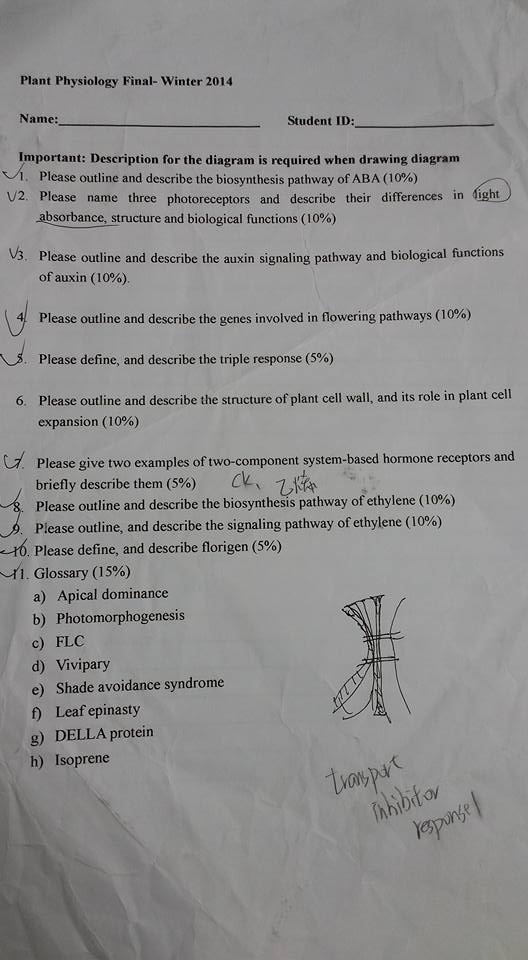 Plant Physiology Final- Winter 2014
Name: Student ID:
Important: Description for the diagram is required when drawing diagram
1. Please outline and describe the biosynthesis pathway of ABA (10%)
2. Please name three photoreceptors and describe their differences in light
absorbance, structure and biological functions (10%)
3. Please outline and describe the auxin signaling pathway and biological functions
of auxin (10%).
4. Please outline and describe the genes involved in flowering pathways (10%)
5. Please define, and describe the triple response (5%)
6. Please outline and describe the structure of plant cell wall, and its role in plant cell
expansion (10%)
7. Please give two examples of two-component system-based hormone receptors and
briefly describe them (5%)
CK、乙烯
8. Please outline and describe the biosynthesis pathway of ethylene (10%)
9. Please outline, and describe the signaling pathway of ethylene (10%)
10. Please define, and describe florigen (5%)
11. Glossary (15%)
a) Apical dominance
b) Photomorphogenesis
c) FLC
d) Vivipary
e) Shade avoidance syndrome
f) Leaf epinasty
g) DELLA protein
h) Isoprene
transport
inhibitor
response1